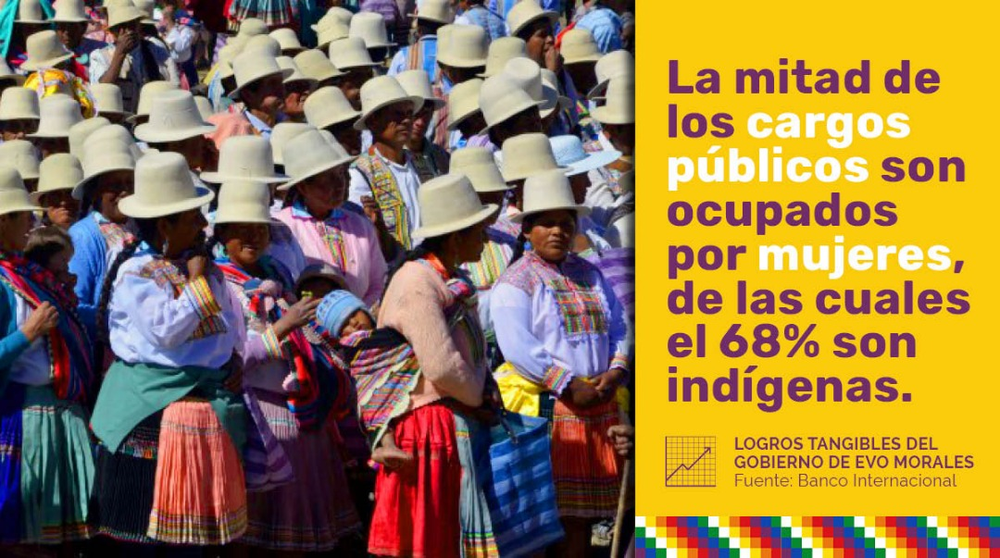 La mitad de
los cargos
públicos son
ocupados
por mujeres,
de las cuales
el 68% son
indígenas.
LOGROS TANGIBLES DEL
GOBIERNO DE EVO MORALES
Fuente: Banco Internacional